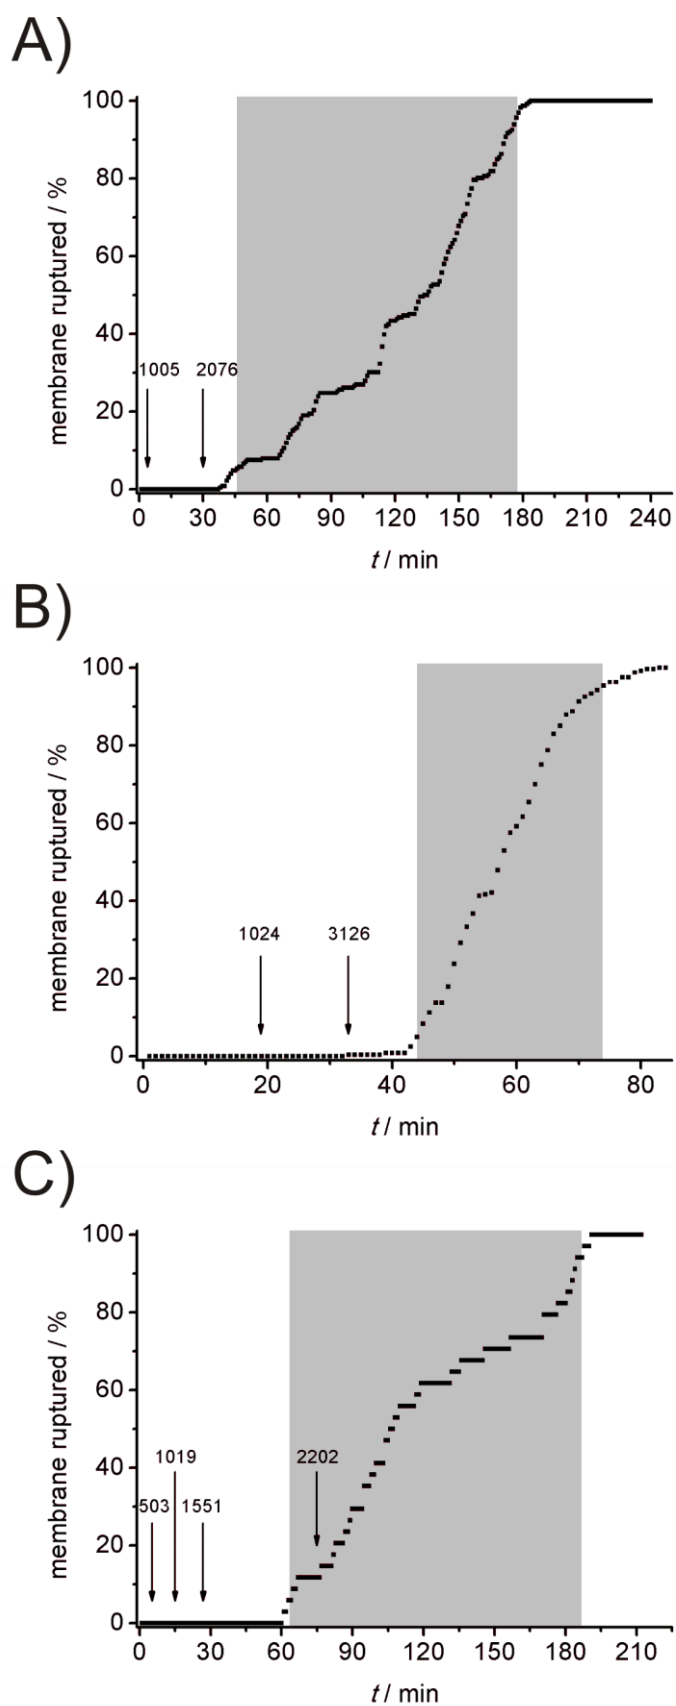 A)
membrane ruptured / %
100
80
60
40
20
0
1005 2076
0 30 60 90 120 150 180 210 240
t / min
B)
membrane ruptured / %
100
80
60
40
20
0
1024 3126
0 20 40 60 80
t / min
C)
membrane ruptured / %
100
80
60
40
20
0
1019 2202
503 1551
0 30 60 90 120 150 180 210
t / min